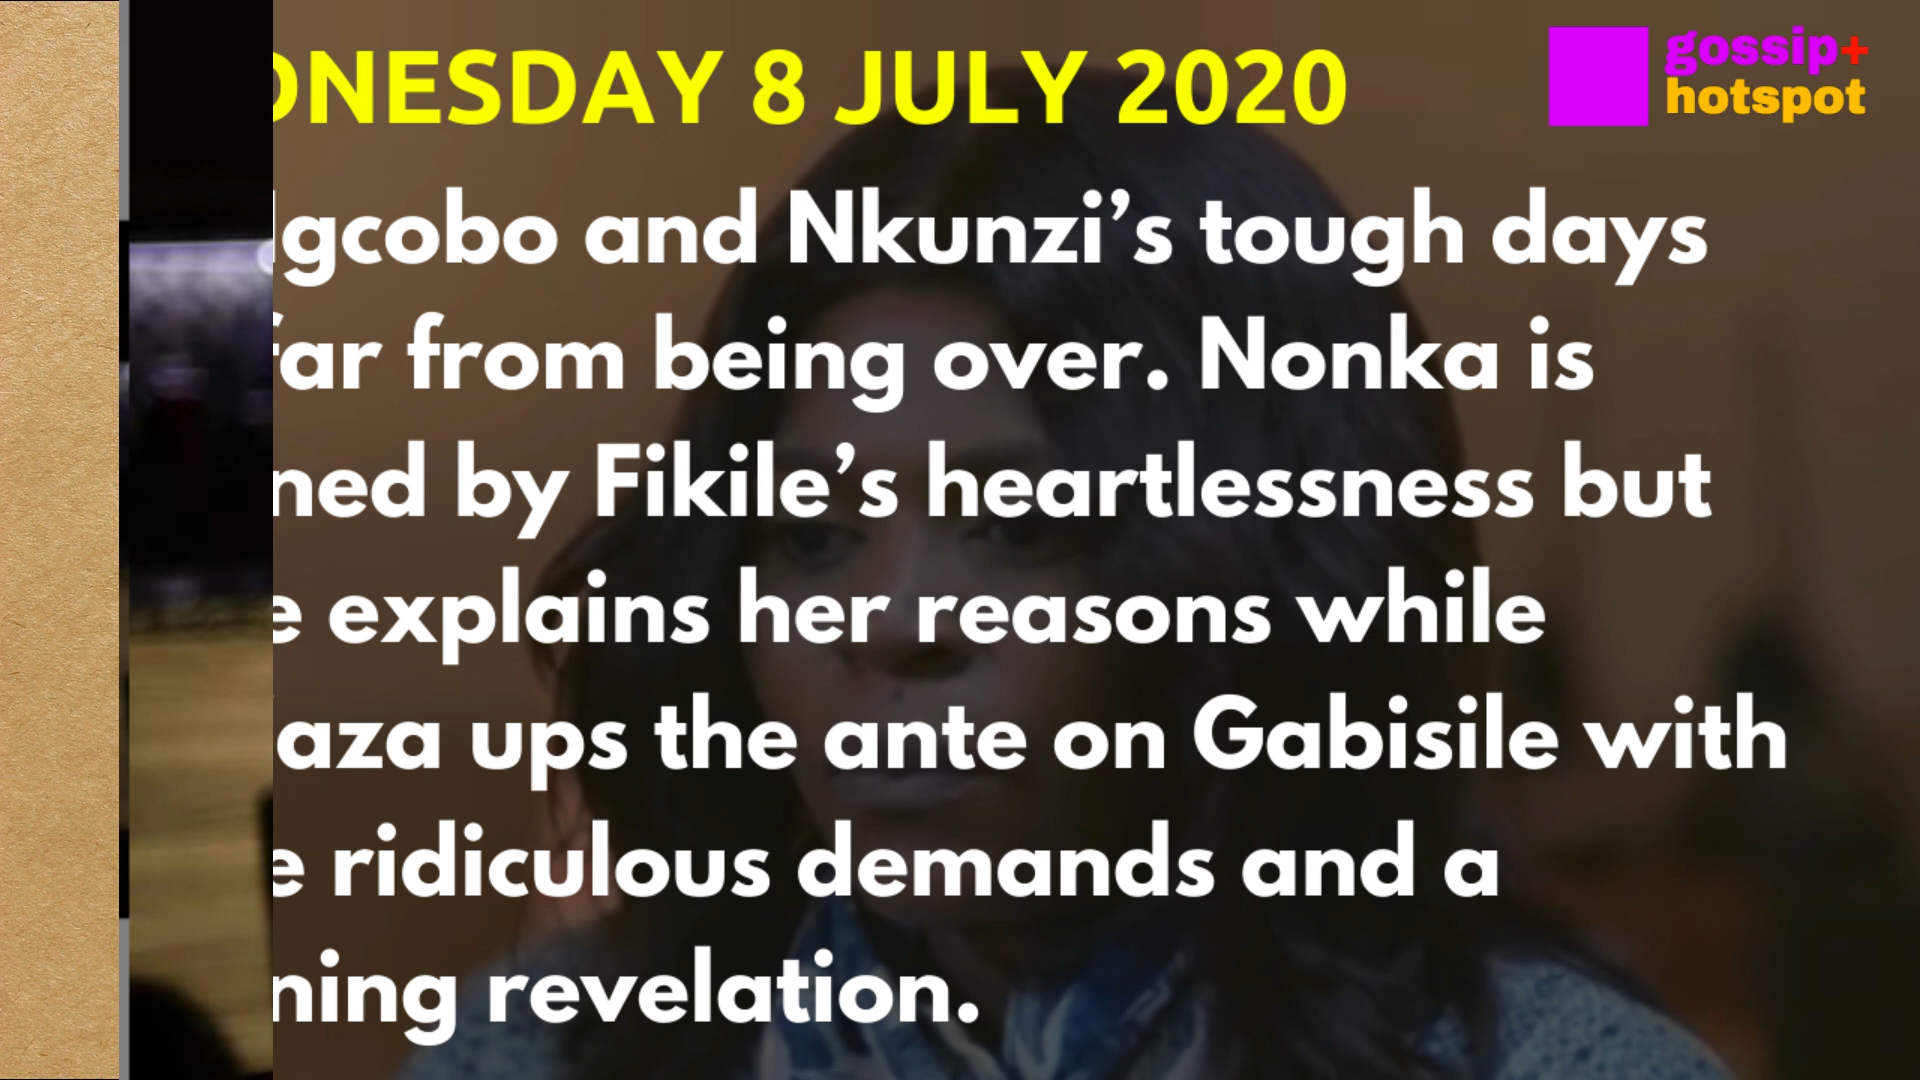 DNESDAY 8 JULY 2020
gossip+
hotspot
gcobo and Nkunzi’s tough days
far from being over. Nonka is
ned by Fikile’s heartlessness but
e explains her reasons while
aza ups the ante on Gabisile with
e ridiculous demands and a
ning revelation.